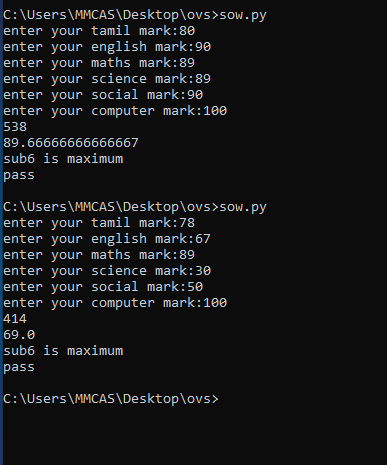 C:\Users\MMCAS\Desktop\ovs>sow.py
enter your tamil mark:80
enter your english mark:90
enter your maths mark:89
enter your science mark:89
enter your social mark:90
enter your computer mark:100
538
89.66666666666667
sub6 is maximum
pass
C:\Users\MMCAS\Desktop\ovs>sow.py
enter your tamil mark:78
enter your english mark:67
enter your maths mark:89
enter your science mark:30
enter your social mark:50
enter your computer mark:100
414
69.0
sub6 is maximum
pass
C:\Users\MMCAS\Desktop\ovs>